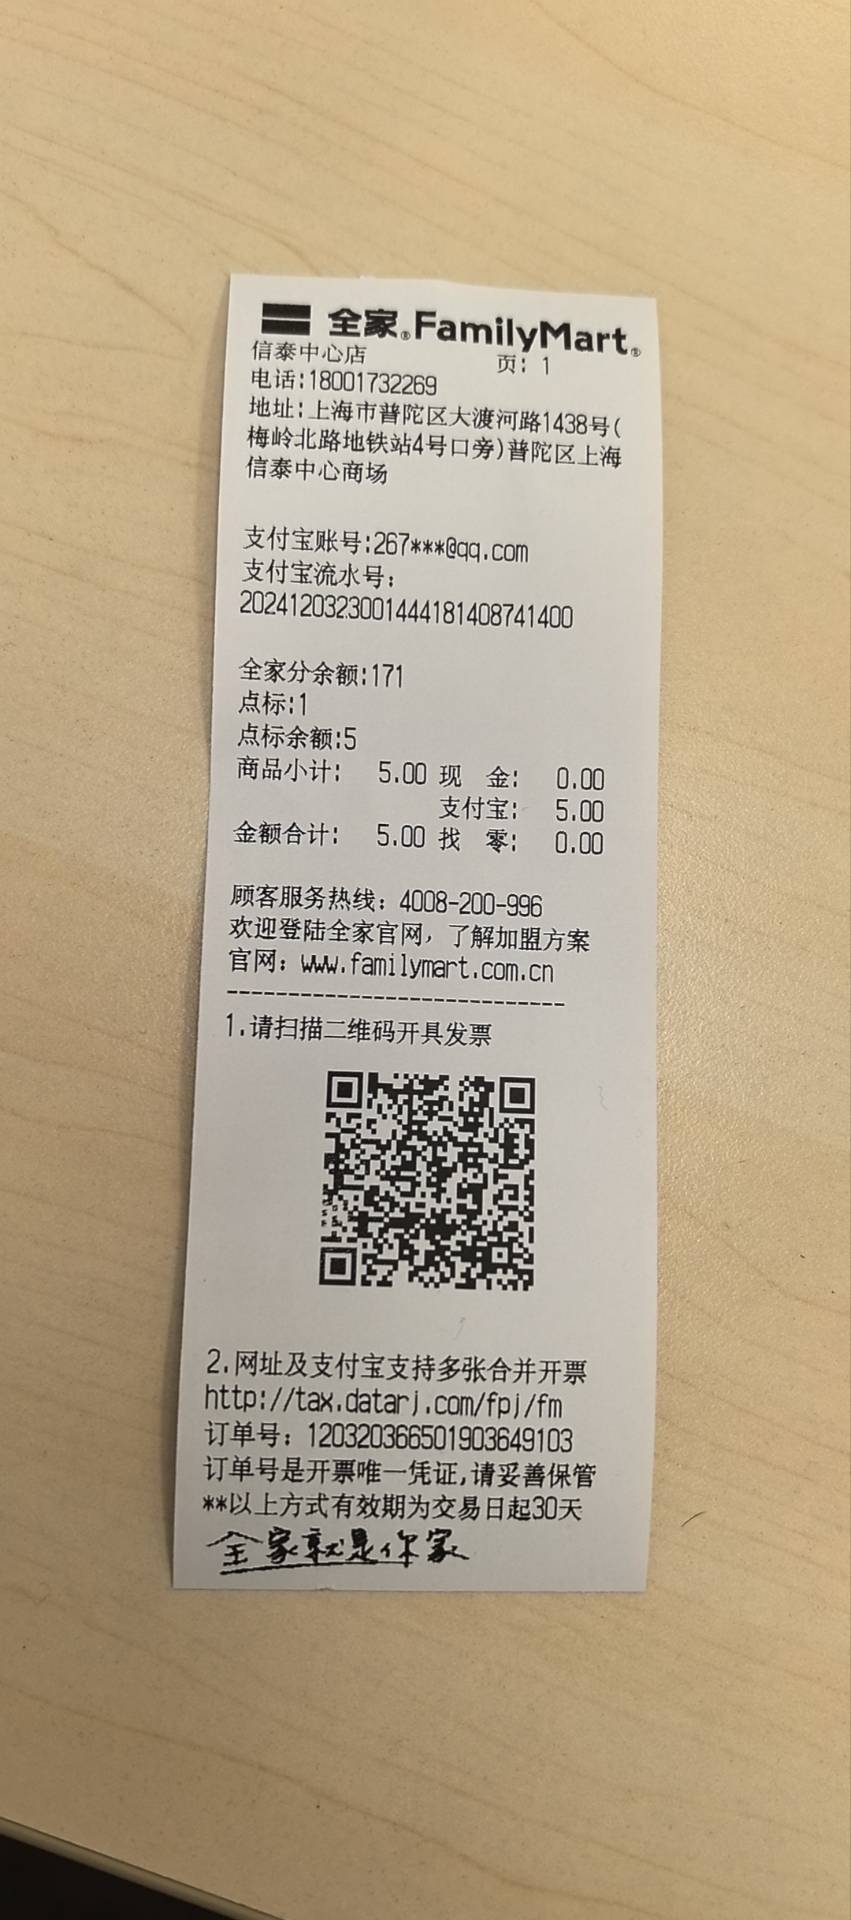 全家®FamilyMart®
信泰中心店 页: 1
电话:18001732269
地址:上海市普陀区大渡河路1438号(
梅岭北路地铁站4号口旁)普陀区上海
信泰中心商场
支付宝账号:267***@qq.com
支付宝流水号:
2024120323001444181408741400
全家分余额:171
点标:1
点标余额:5
商品小计: 5.00 现 金: 0.00
支付宝: 5.00
金额合计: 5.00 找 零: 0.00
顾客服务热线: 4008-200-996
欢迎登陆全家官网，了解加盟方案
官网: www.familymart.com.cn
----------------------------
1.请扫描二维码开具发票
2.网址及支付宝支持多张合并开票
http://tax.datarj.com/fpj/fm
订单号: 120320366501903649103
订单号是开票唯一凭证,请妥善保管
**以上方式有效期为交易日起30天
全家就是你家